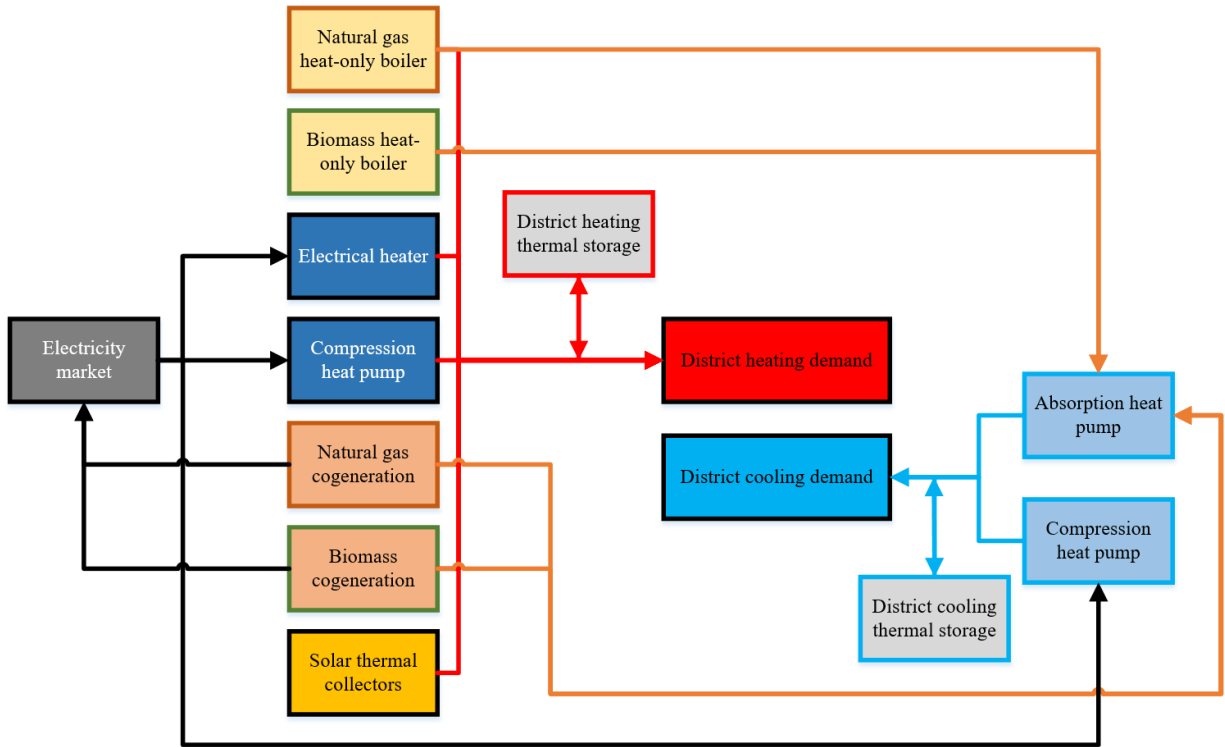 Natural gas
heat-only boiler
Biomass heat-
only boiler
District heating
thermal storage
Electrical heater
Electricity
market
Compression
heat pump
District heating demand
Absorption heat
pump
Natural gas
cogeneration
District cooling demand
Compression
heat pump
Biomass
cogeneration
District cooling
thermal storage
Solar thermal
collectors